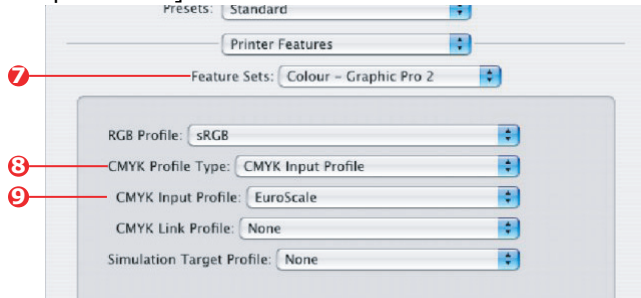 Presets: Standard
Printer Features
7 Feature Sets: Colour – Graphic Pro 2
RGB Profile: sRGB
8 CMYK Profile Type: CMYK Input Profile
9 CMYK Input Profile: EuroScale
CMYK Link Profile: None
Simulation Target Profile: None